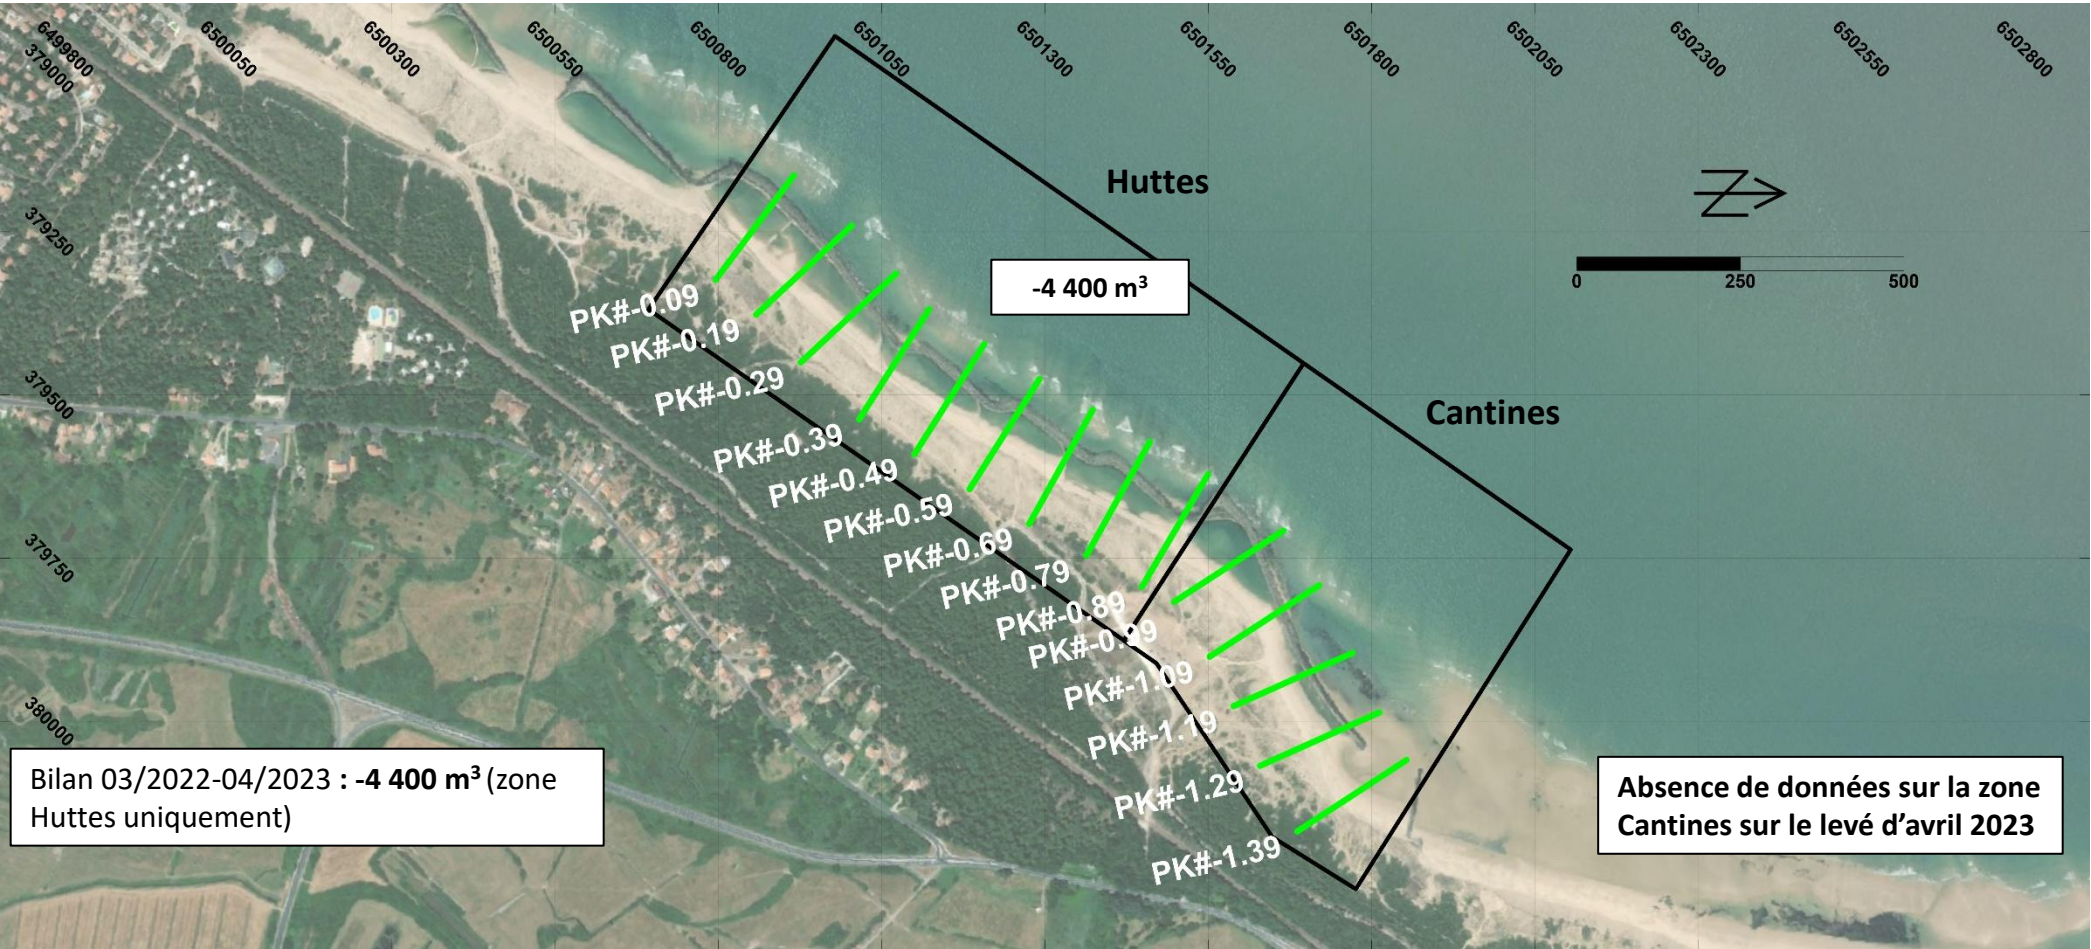 6499800
6500050
6500300
6500550
6500800
6501050
6501300
6501550
6501800
6502050
6502300
6502550
6502800
379000
379250
379500
379750
380000
Huttes
-4 400 m³
Cantines
N
0 250 500
PK#-0.09
PK#-0.19
PK#-0.29
PK#-0.39
PK#-0.49
PK#-0.59
PK#-0.69
PK#-0.79
PK#-0.89
PK#-0.99
PK#-1.09
PK#-1.19
PK#-1.29
PK#-1.39
Bilan 03/2022-04/2023 : -4 400 m³ (zone
Huttes uniquement)
Absence de données sur la zone
Cantines sur le levé d’avril 2023